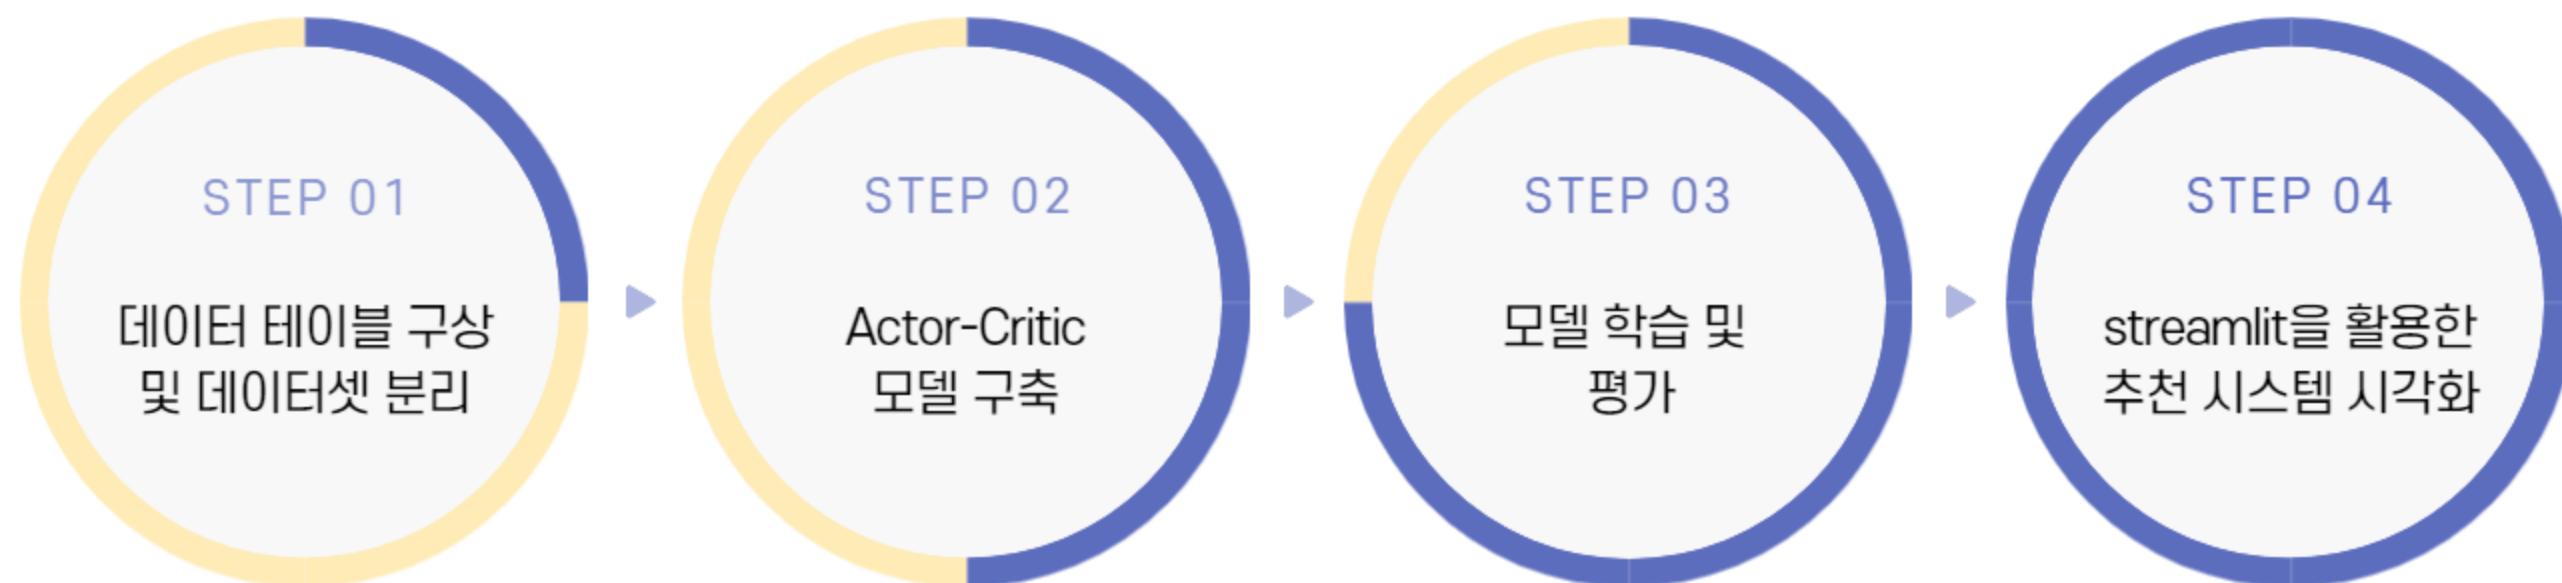 STEP 01
데이터 테이블 구상
및 데이터셋 분리
STEP 02
Actor-Critic
모델 구축
STEP 03
모델 학습 및
평가
STEP 04
streamlit을 활용한
추천 시스템 시각화